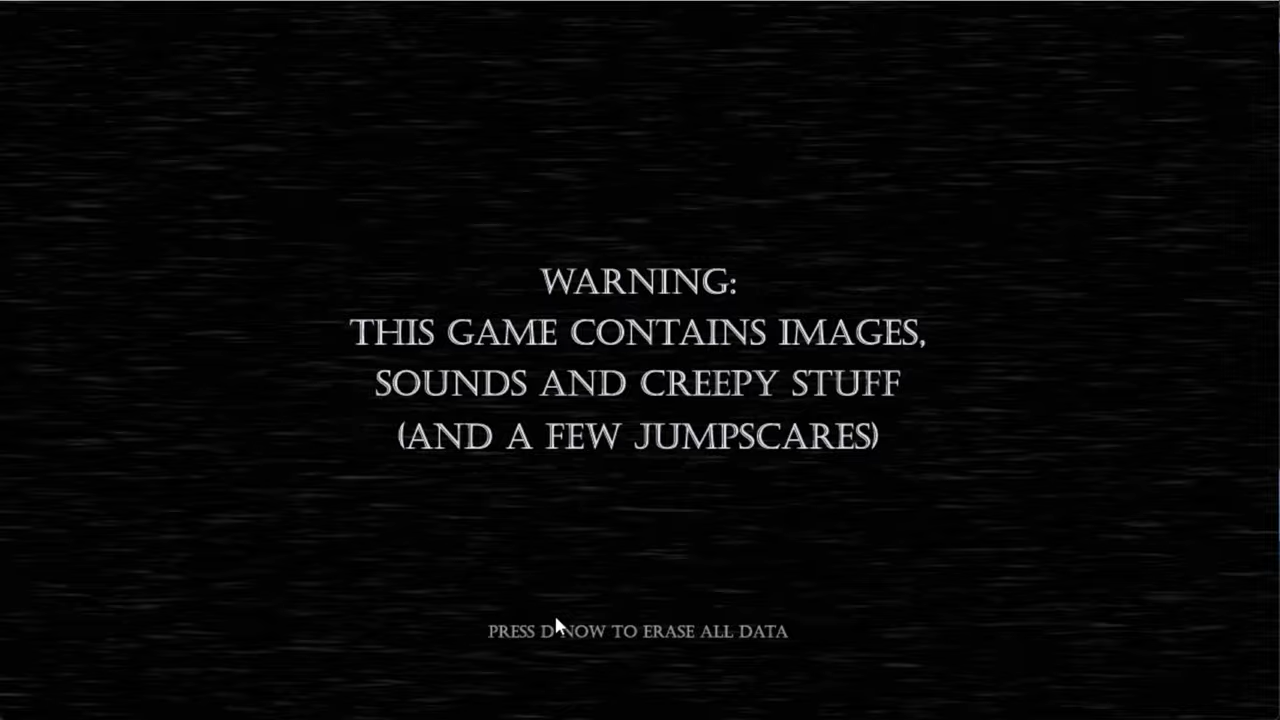 WARNING:
THIS GAME CONTAINS IMAGES,
SOUNDS AND CREEPY STUFF
(AND A FEW JUMPSCARES)
PRESS D NOW TO ERASE ALL DATA